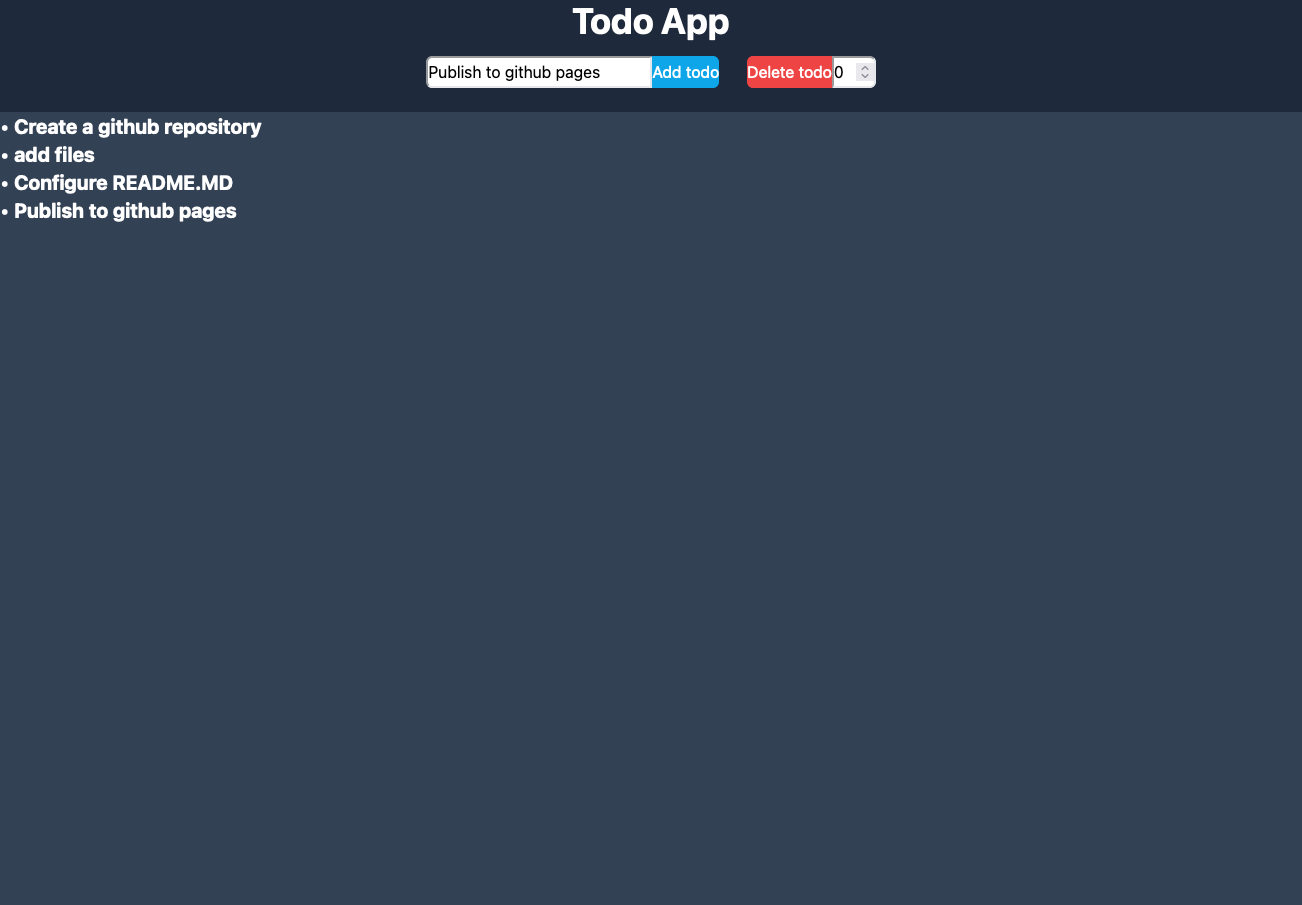 Todo App
Publish to github pages Add todo Delete todo 0
• Create a github repository
• add files
• Configure README.MD
• Publish to github pages